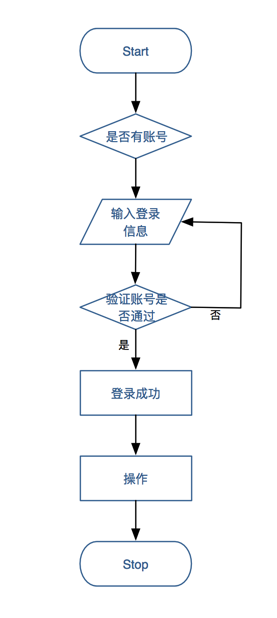 Start
是否有账号
输入登录
信息
验证账号是
否通过
否
是
登录成功
操作
Stop